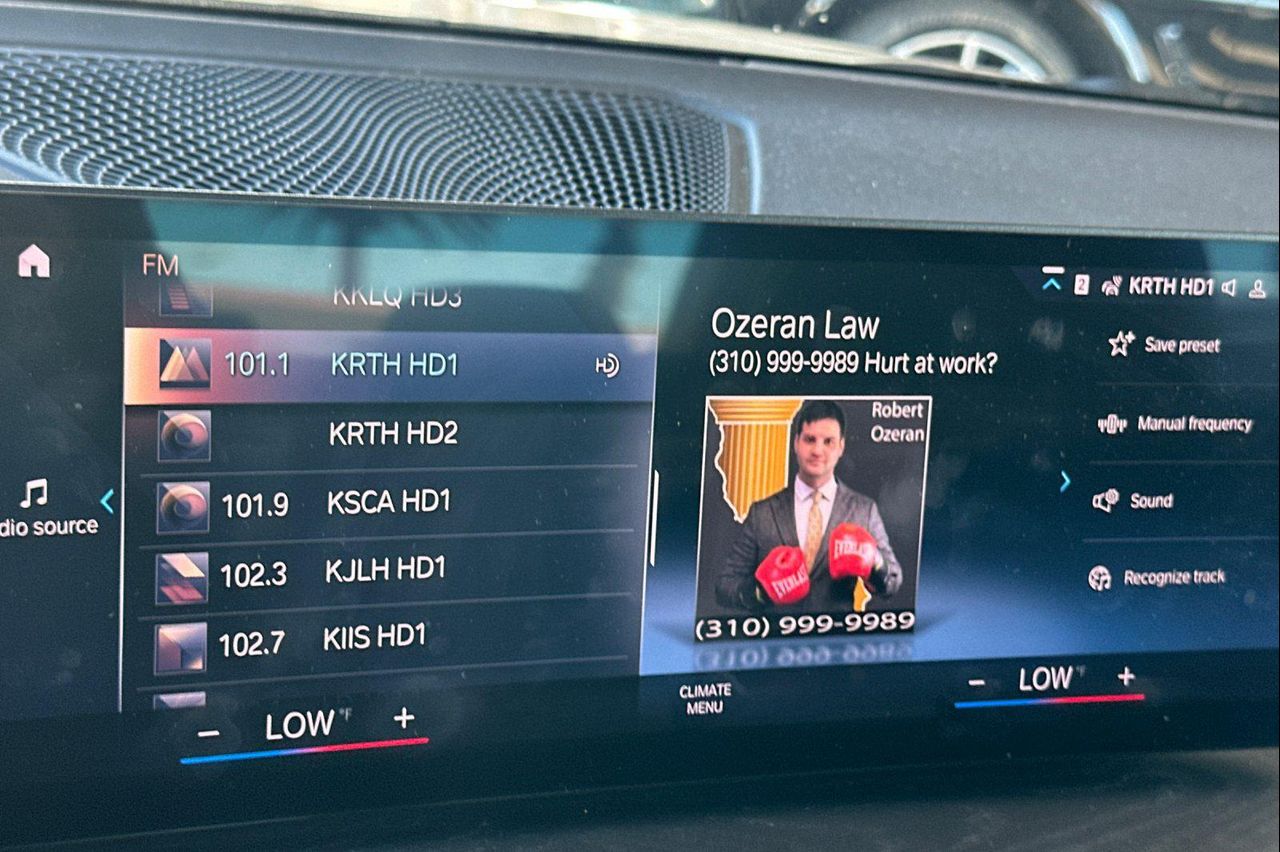 FM
KKLQ HD3
101.1 KRTH HD1 HD
KRTH HD2
101.9 KSCA HD1
102.3 KJLH HD1
102.7 KIIS HD1
dio source
Ozeran Law
(310) 999-9989 Hurt at work?
Robert
Ozeran
EVERLAST
EVERLAST
(310) 999-9989
2 KRTH HD1
Save preset
Manual frequency
Sound
Recognize track
- LOW °F +
CLIMATE
MENU
- LOW °F +